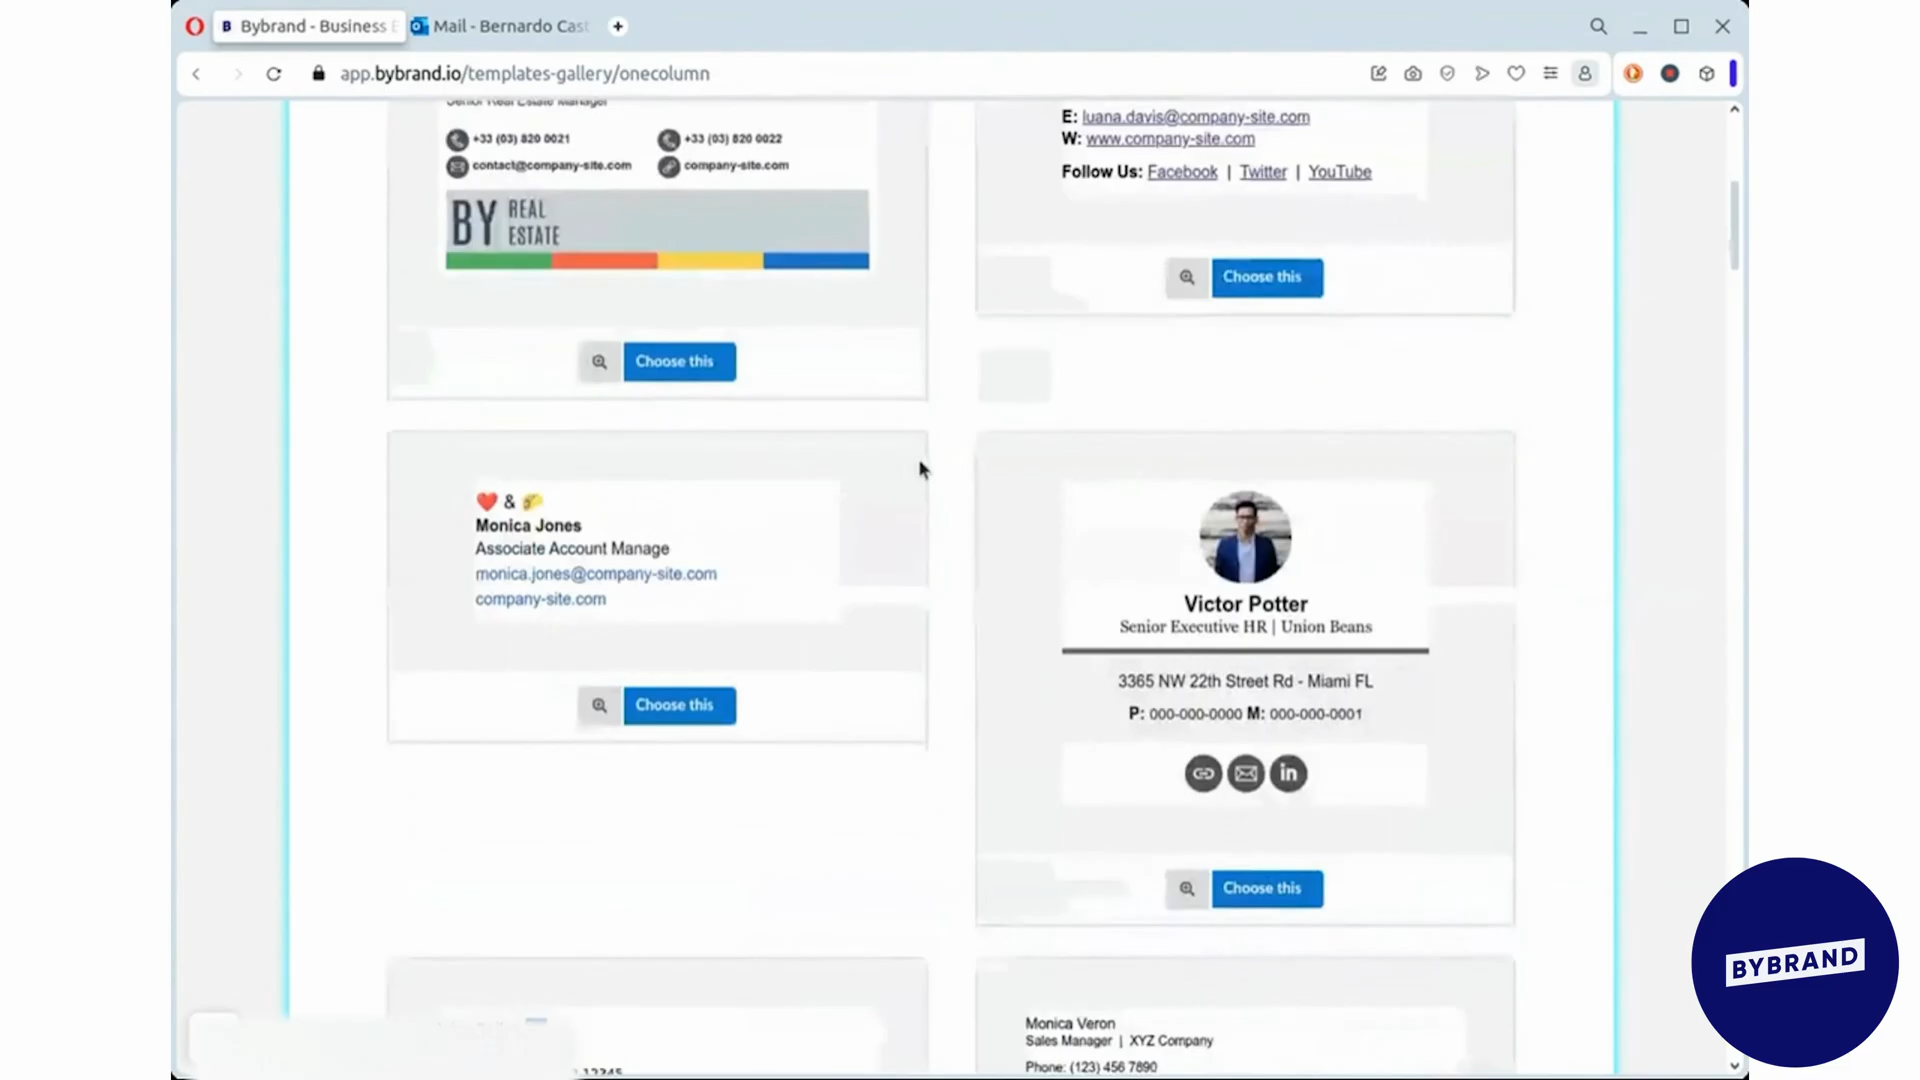 Bybrand - Business E
Mail - Bernardo Cast
app.bybrand.io/templates-gallery/onecolumn
Senior Real Estate Manager
+33 (03) 820 0021
+33 (03) 820 0022
contact@company-site.com
company-site.com
BY REAL ESTATE
Choose this
E: luana.davis@company-site.com
W: www.company-site.com
Follow Us: Facebook | Twitter | YouTube
Choose this
❤️ & 🌮
Monica Jones
Associate Account Manage
monica.jones@company-site.com
company-site.com
Choose this
Victor Potter
Senior Executive HR | Union Beans
3365 NW 22th Street Rd - Miami FL
P: 000-000-0000 M: 000-000-0001
in
Choose this
12345
Monica Veron
Sales Manager | XYZ Company
Phone: (123) 456 7890
BYBRAND